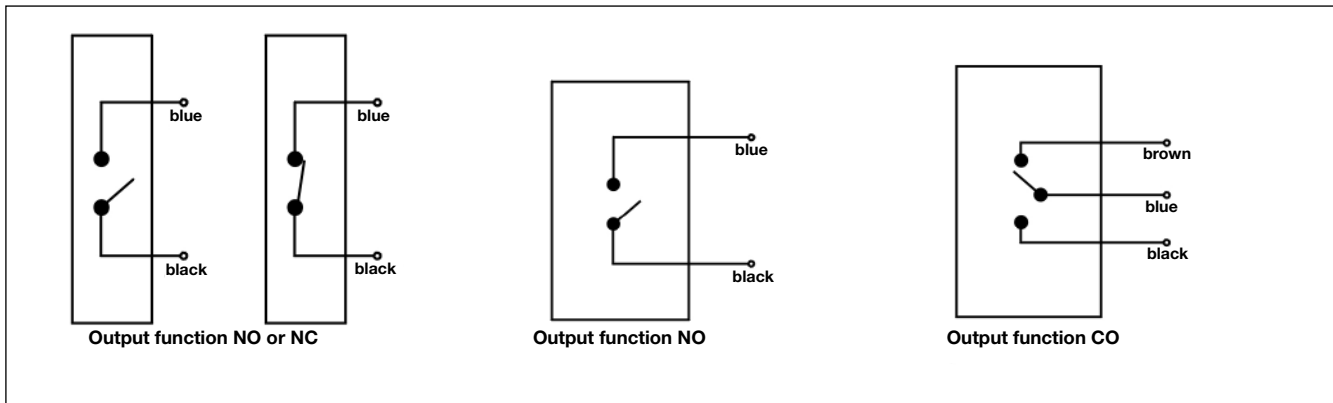 blue
black
blue
black
Output function NO or NC
blue
black
Output function NO
brown
blue
black
Output function CO